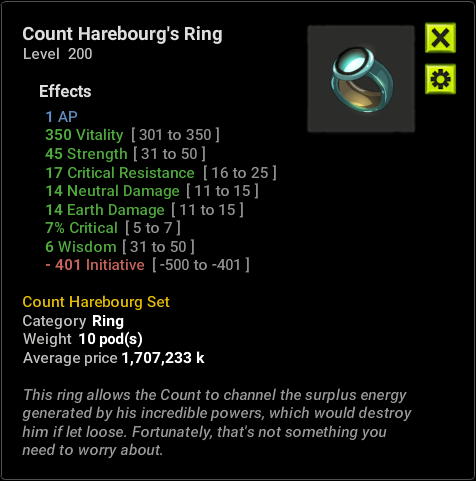 Count Harebourg's Ring
Level 200
Effects
1 AP
350 Vitality [ 301 to 350 ]
45 Strength [ 31 to 50 ]
17 Critical Resistance [ 16 to 25 ]
14 Neutral Damage [ 11 to 15 ]
14 Earth Damage [ 11 to 15 ]
7% Critical [ 5 to 7 ]
6 Wisdom [ 31 to 50 ]
- 401 Initiative [ -500 to -401 ]
Count Harebourg Set
Category Ring
Weight 10 pod(s)
Average price 1,707,233 k
This ring allows the Count to channel the surplus energy
generated by his incredible powers, which would destroy
him if let loose. Fortunately, that's not something you
need to worry about.